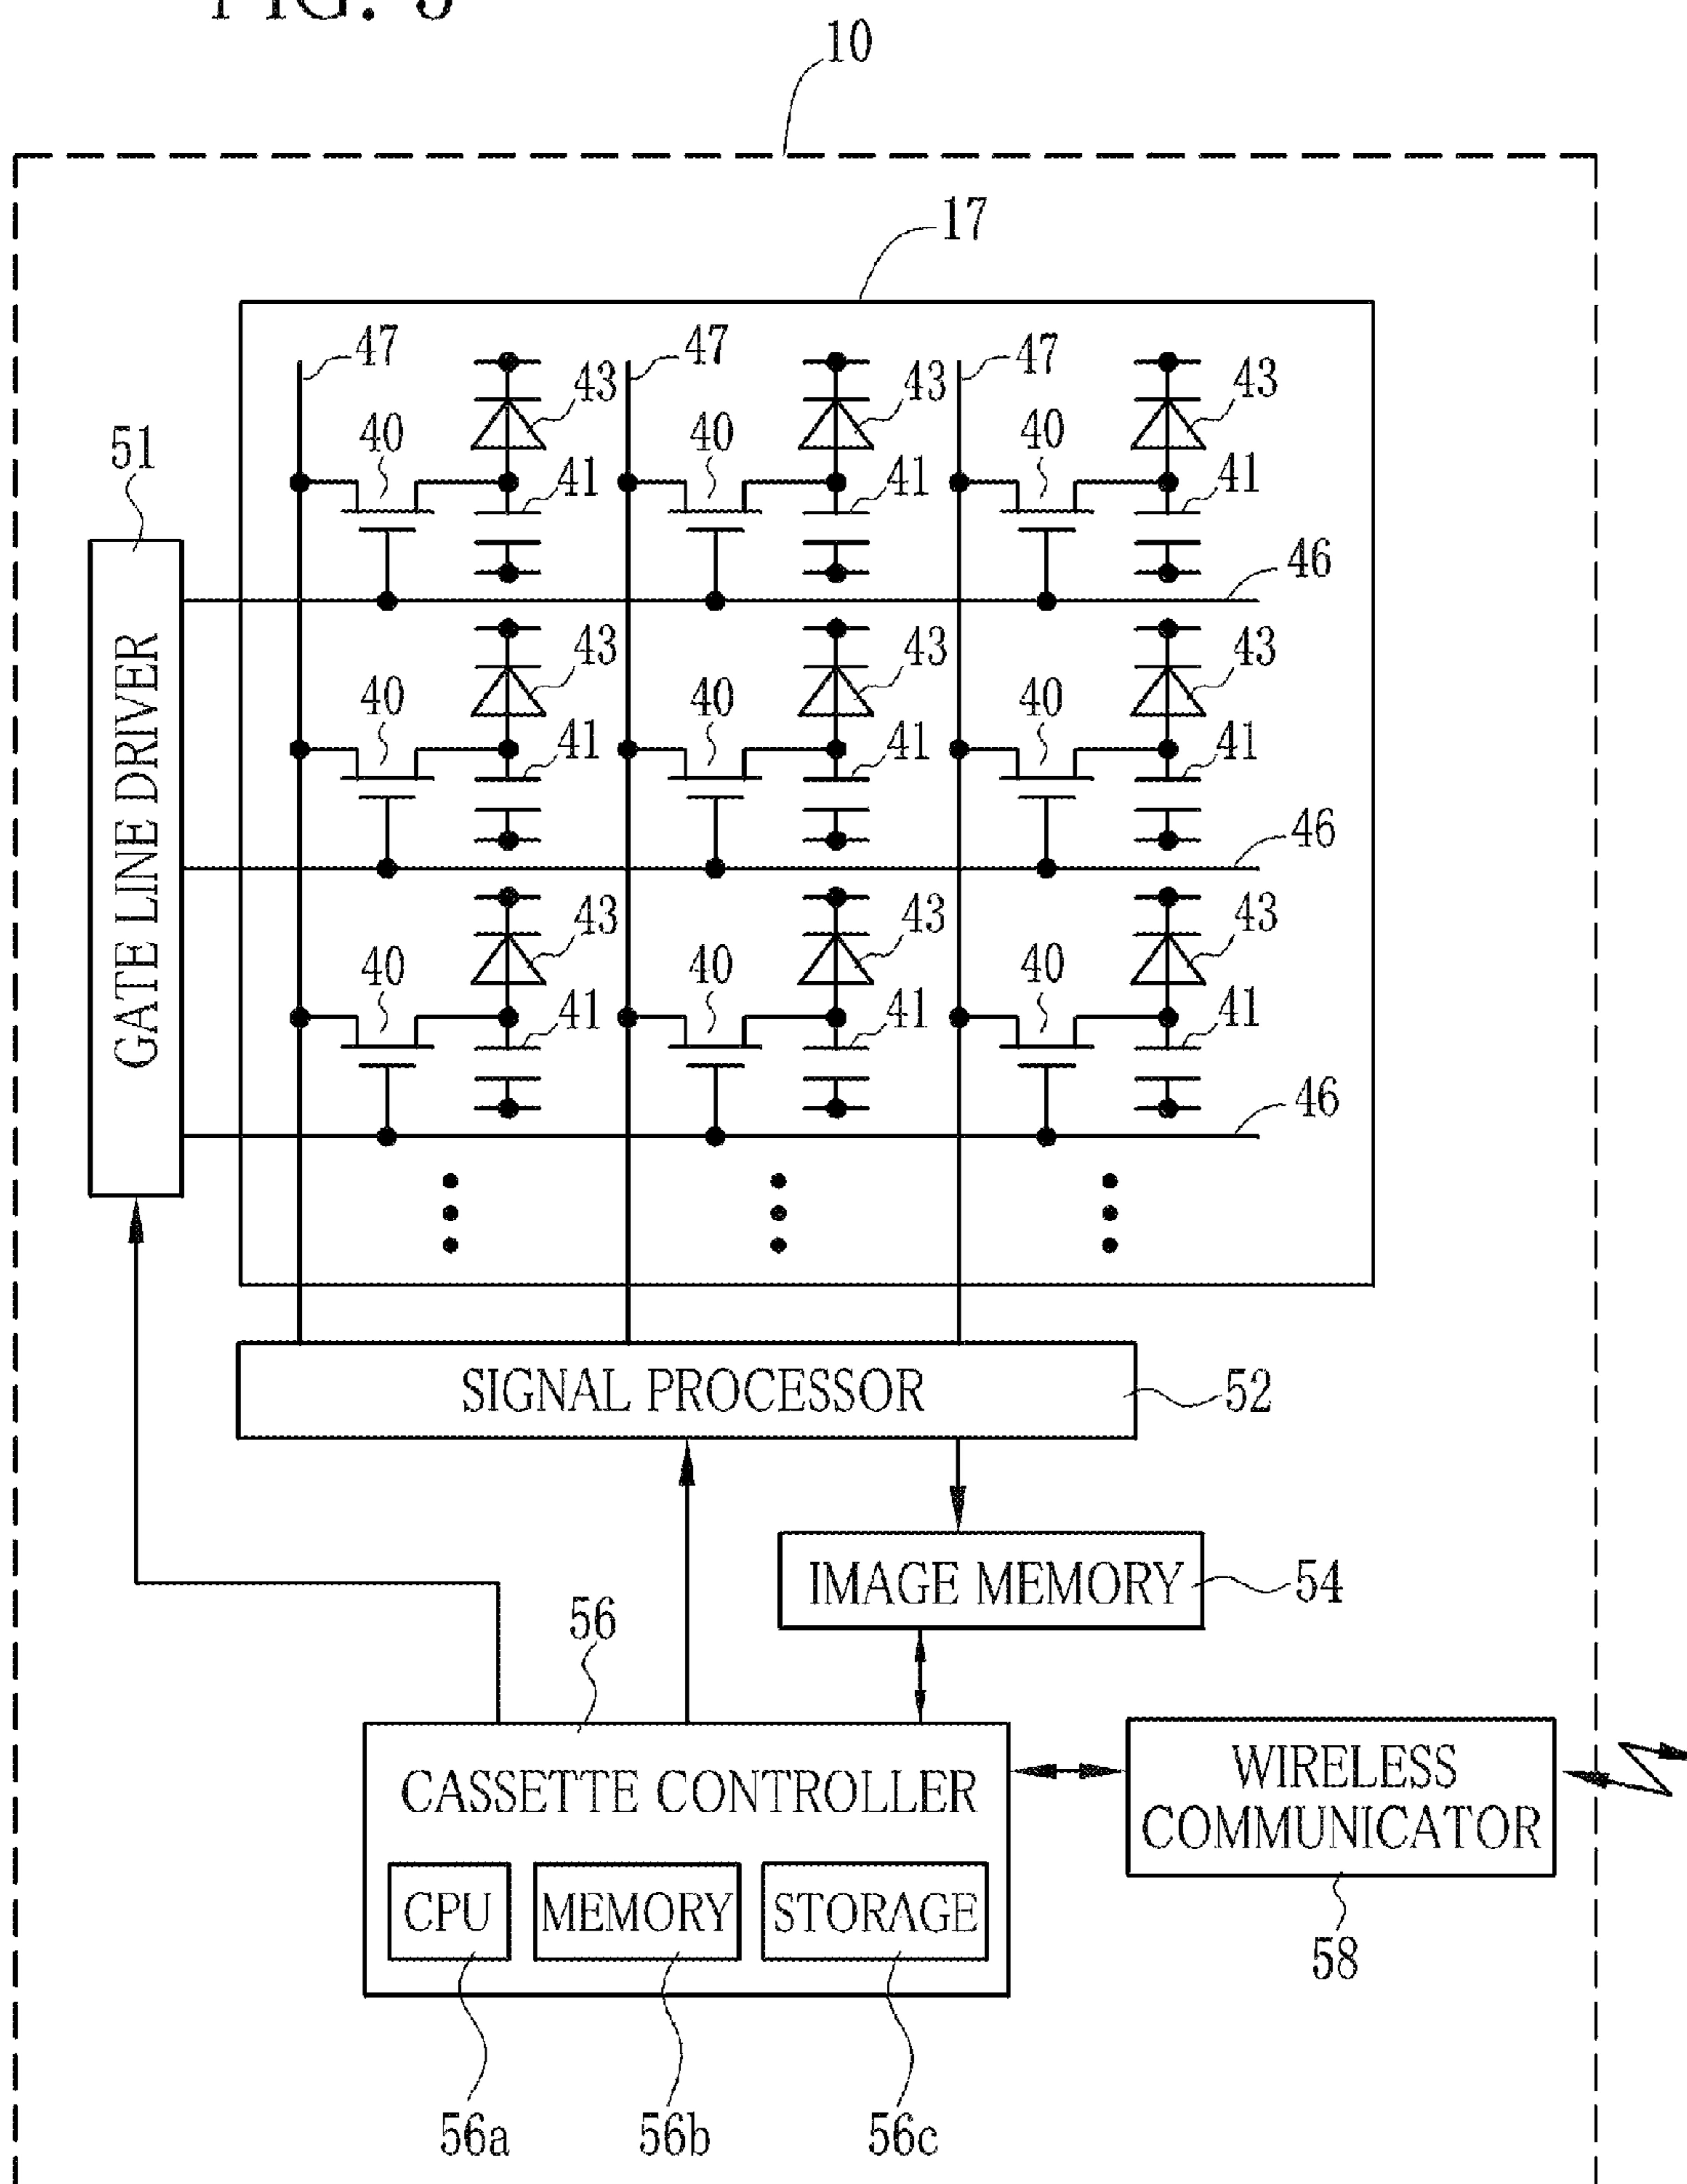 FIG.
10
17
47 47 47
43 43 43
40 40 40
51
41 41 41
46
43 43 43
40 40 40
41 41 41
46
43 43 43
40 40 40
41 41 41
46
GATE LINE DRIVER
SIGNAL PROCESSOR
52
IMAGE MEMORY
54
56
CASSETTE CONTROLLER
WIRELESS
COMMUNICATOR
CPU MEMORY STORAGE
58
56a 56b 56c